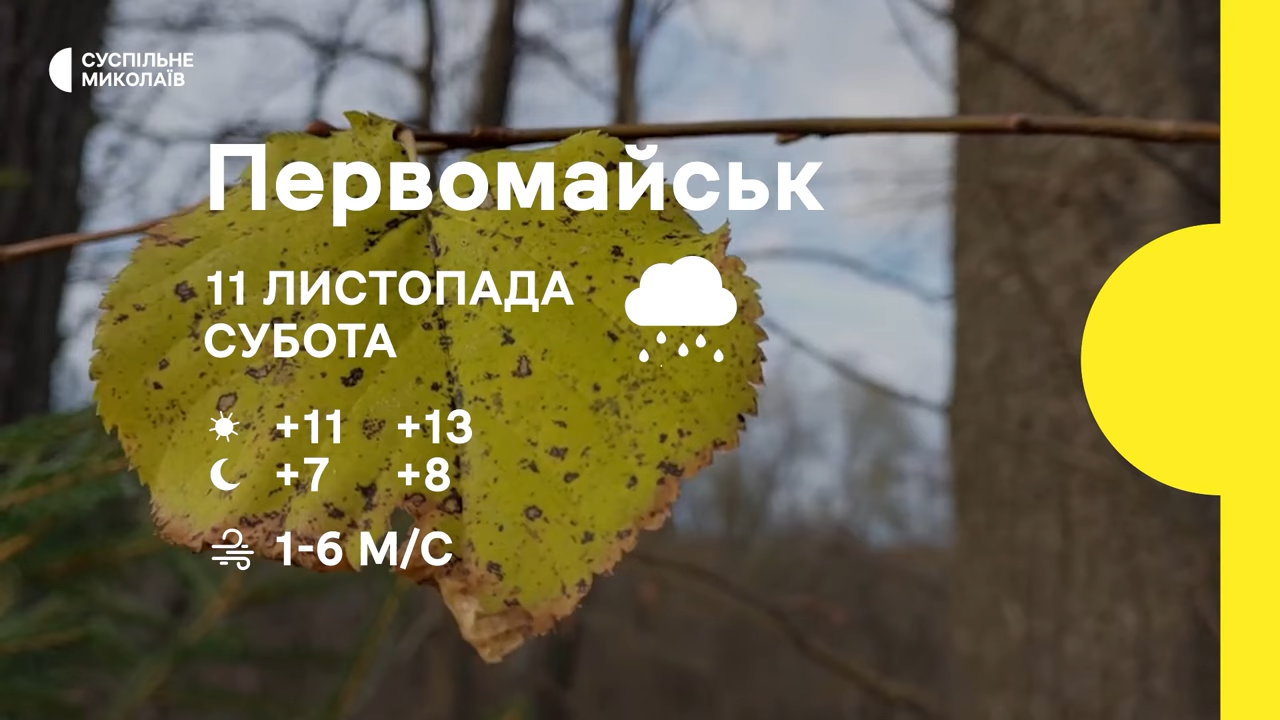 СУСПІЛЬНЕ
МИКОЛАЇВ
Первомайськ
11 ЛИСТОПАДА
СУБОТА
+11 +13
+7 +8
1-6 М/С